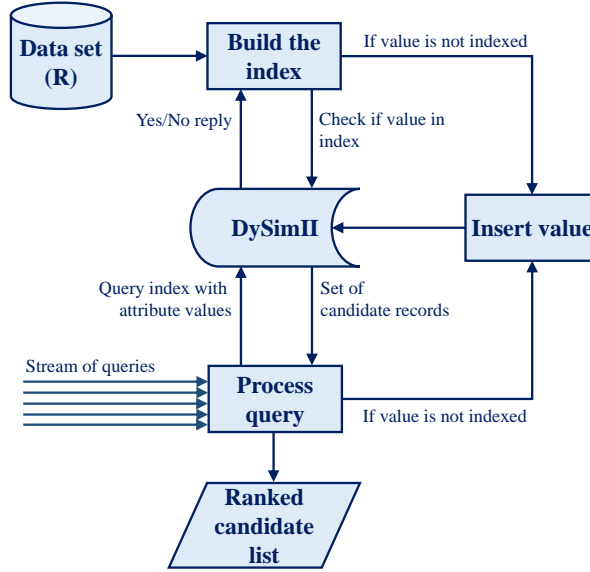 Data set
(R)
Build the
index
If value is not indexed
Yes/No reply
Check if value in
index
DySimII
Insert value
Query index with
attribute values
Set of
candidate records
Stream of queries
Process
query
If value is not indexed
Ranked
candidate
list